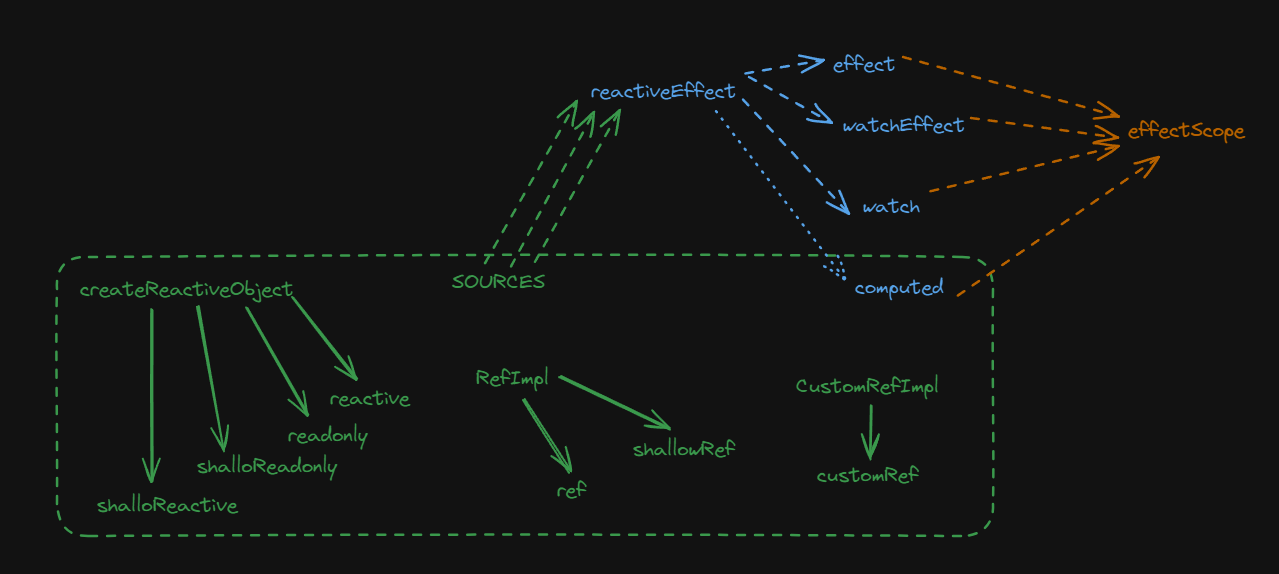 effect
reactiveEffect
watchEffect
effectScope
watch
SOURCES
createReactiveObject
computed
RefImpl
CustomRefImpl
reactive
readonly
shallowRef
shalloReadonly
customRef
ref
shalloReactive